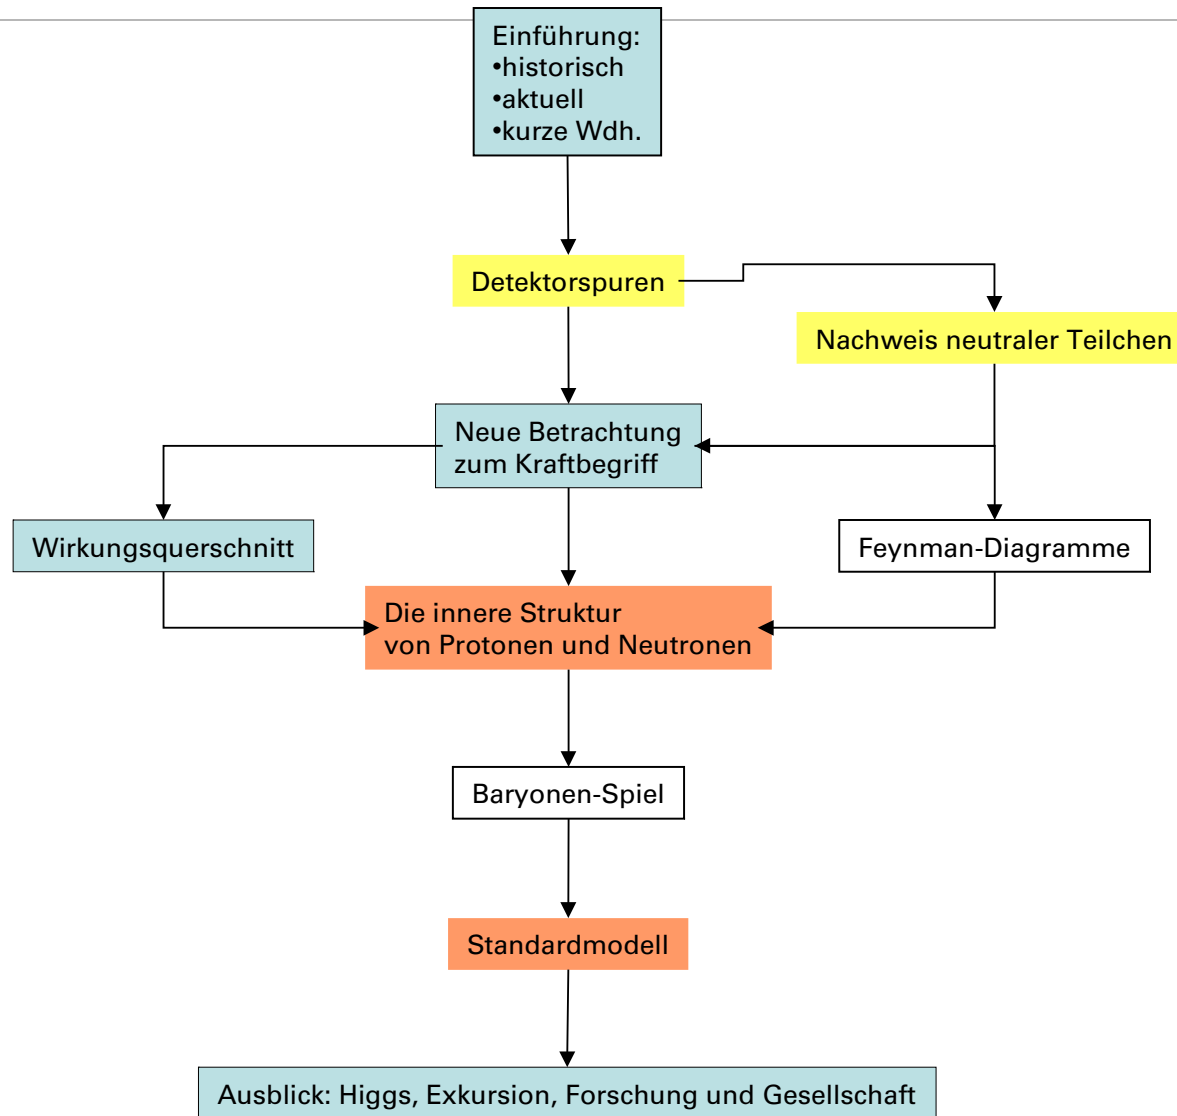 Einführung:
•historisch
•aktuell
•kurze Wdh.
Detektorspuren
Nachweis neutraler Teilchen
Neue Betrachtung
zum Kraftbegriff
Wirkungsquerschnitt
Feynman-Diagramme
Die innere Struktur
von Protonen und Neutronen
Baryonen-Spiel
Standardmodell
Ausblick: Higgs, Exkursion, Forschung und Gesellschaft